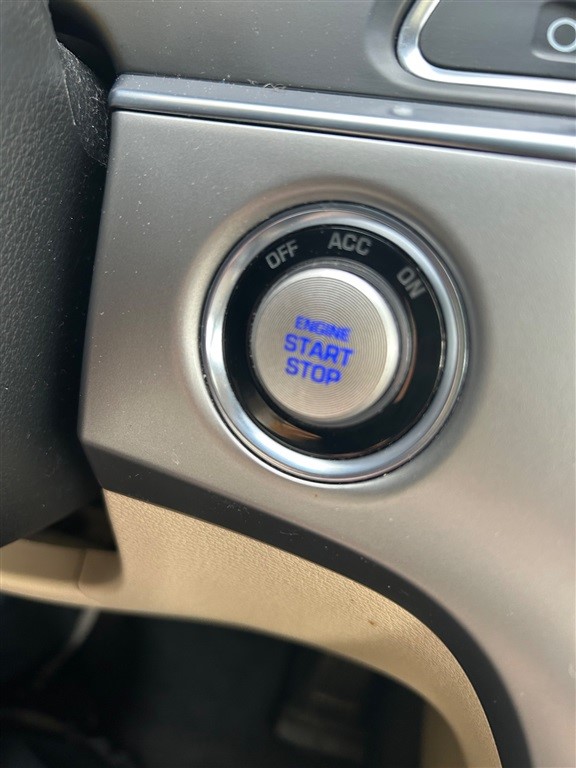 OFF ACC ON
ENGINE
START
STOP